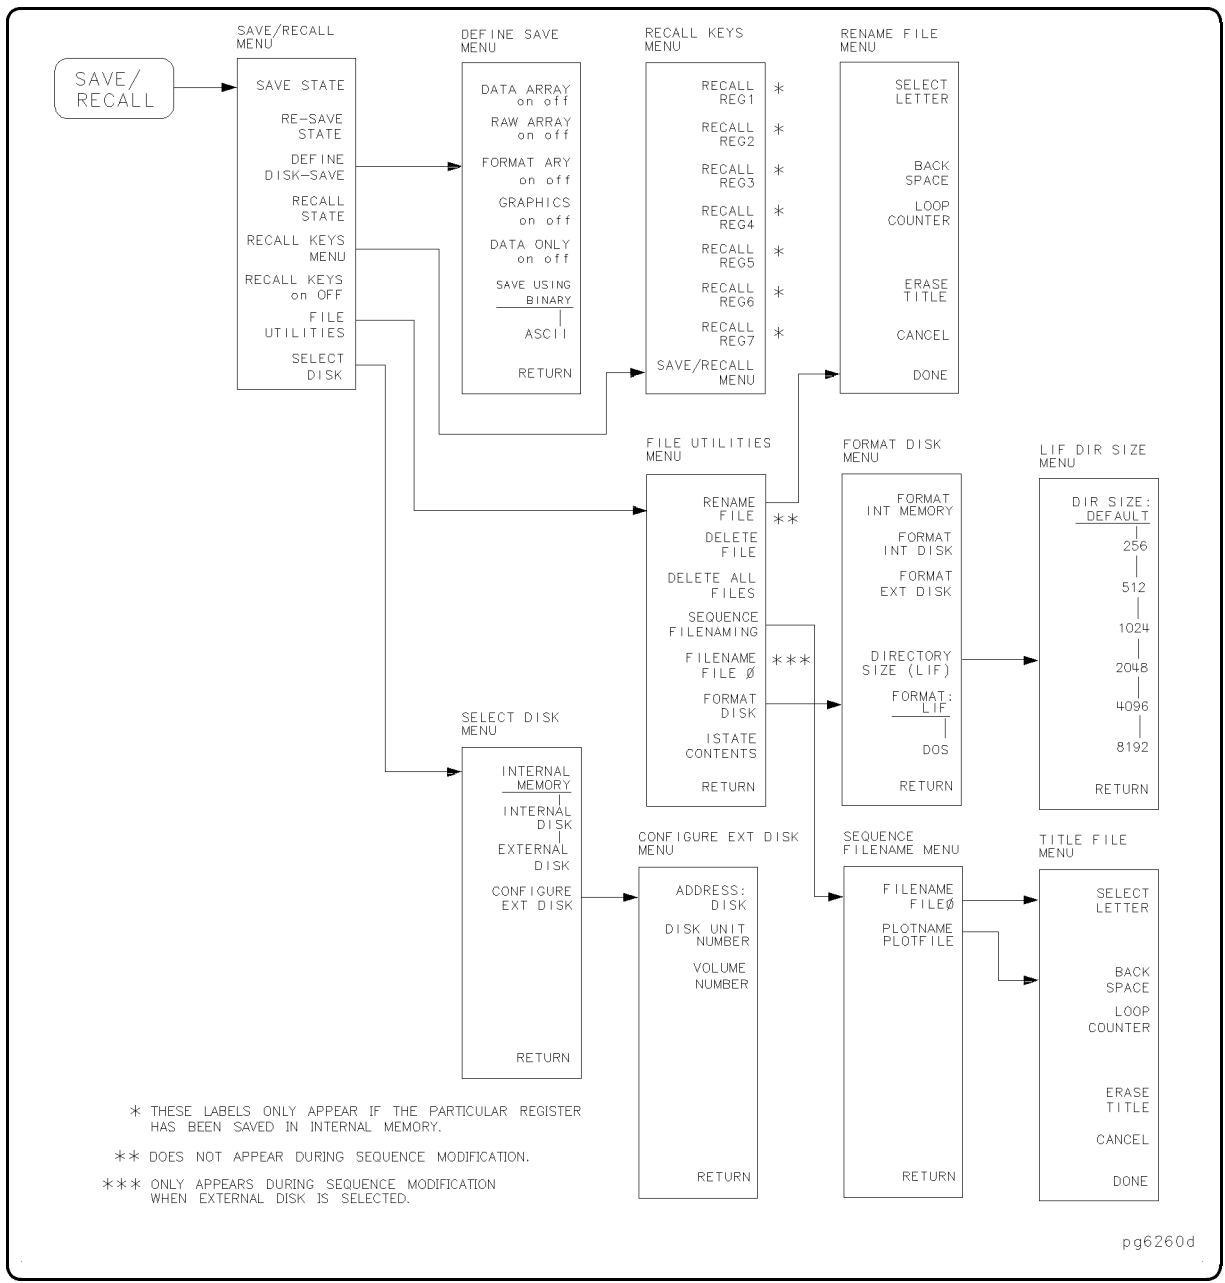 SAVE/
RECALL
SAVE/RECALL
MENU
SAVE STATE
RE-SAVE
STATE
DEFINE
DISK-SAVE
RECALL
STATE
RECALL KEYS
MENU
RECALL KEYS
on OFF
FILE
UTILITIES
SELECT
DISK
DEFINE SAVE
MENU
DATA ARRAY
on off
RAW ARRAY
on off
FORMAT ARY
on off
GRAPHICS
on off
DATA ONLY
on off
SAVE USING
BINARY
ASCII
RETURN
RECALL KEYS
MENU
RECALL
REG1 *
RECALL
REG2 *
RECALL
REG3 *
RECALL
REG4 *
RECALL
REG5 *
RECALL
REG6 *
RECALL
REG7 *
SAVE/RECALL
MENU
RENAME FILE
MENU
SELECT
LETTER
BACK
SPACE
LOOP
COUNTER
ERASE
TITLE
CANCEL
DONE
FILE UTILITIES
MENU
RENAME
FILE **
DELETE
FILE
DELETE ALL
FILES
SEQUENCE
FILENAMING
FILENAME ***
FILE Ø
FORMAT
DISK
ISTATE
CONTENTS
RETURN
FORMAT DISK
MENU
FORMAT
INT MEMORY
FORMAT
INT DISK
FORMAT
EXT DISK
DIRECTORY
SIZE (LIF)
FORMAT:
LIF
DOS
RETURN
LIF DIR SIZE
MENU
DIR SIZE:
DEFAULT
256
512
1024
2048
4096
8192
RETURN
SELECT DISK
MENU
INTERNAL
MEMORY
INTERNAL
DISK
EXTERNAL
DISK
CONFIGURE
EXT DISK
RETURN
CONFIGURE EXT DISK
MENU
ADDRESS:
DISK
DISK UNIT
NUMBER
VOLUME
NUMBER
RETURN
SEQUENCE
FILENAME MENU
FILENAME
FILEØ
PLOTNAME
PLOTFILE
RETURN
TITLE FILE
MENU
SELECT
LETTER
BACK
SPACE
LOOP
COUNTER
ERASE
TITLE
CANCEL
DONE
* THESE LABELS ONLY APPEAR IF THE PARTICULAR REGISTER
HAS BEEN SAVED IN INTERNAL MEMORY.
** DOES NOT APPEAR DURING SEQUENCE MODIFICATION.
*** ONLY APPEARS DURING SEQUENCE MODIFICATION
WHEN EXTERNAL DISK IS SELECTED.
pg6260d